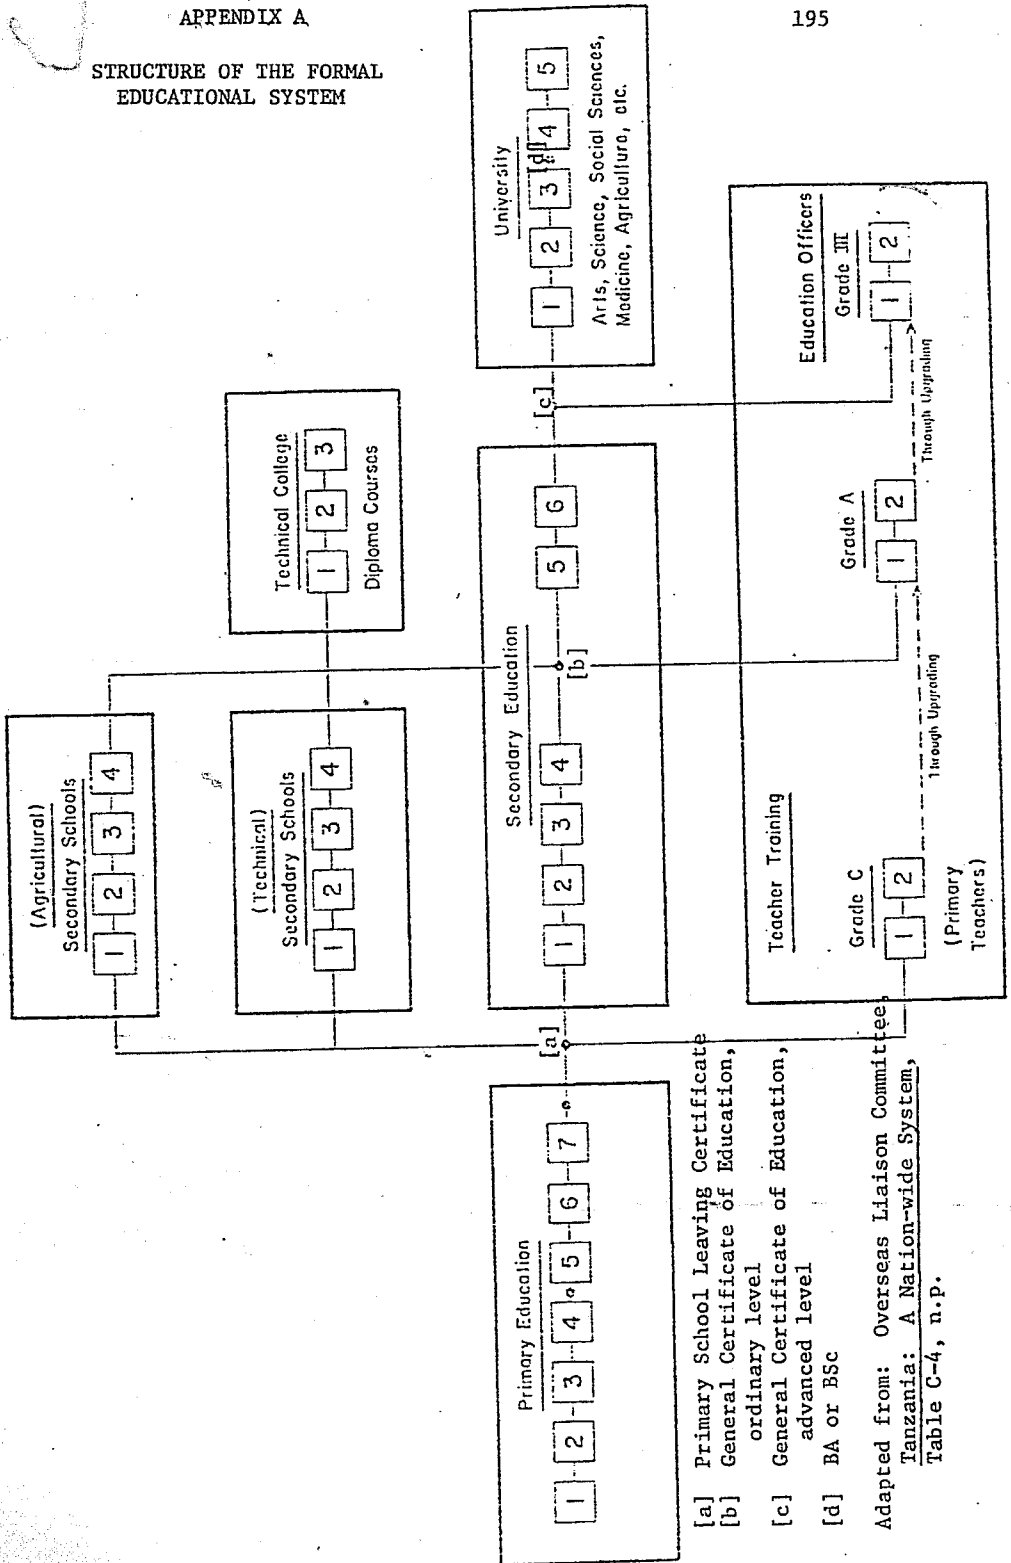 APPENDIX A
195
STRUCTURE OF THE FORMAL
EDUCATIONAL SYSTEM
Primary Education
1 2 3 4 5 6 7
[a]
(Agricultural)
Secondary Schools
1 2 3 4
(Technical)
Secondary Schools
1 2 3 4
Technical College
1 2 3
Diploma Courses
Secondary Education
1 2 3 4
[b]
5 6
[c]
University
1 2 3 [d] 4 5
Arts, Science, Social Sciences,
Medicine, Agriculture, etc.
Teacher Training
Grade C
1 2
(Primary
Teachers)
Through Upgrading
Grade A
1 2
Through Upgrading
Education Officers
Grade III
1 2
[a] Primary School Leaving Certificate
[b] General Certificate of Education,
ordinary level
[c] General Certificate of Education,
advanced level
[d] BA or BSc
Adapted from: Overseas Liaison Committee,
Tanzania: A Nation-wide System,
Table C-4, n.p.